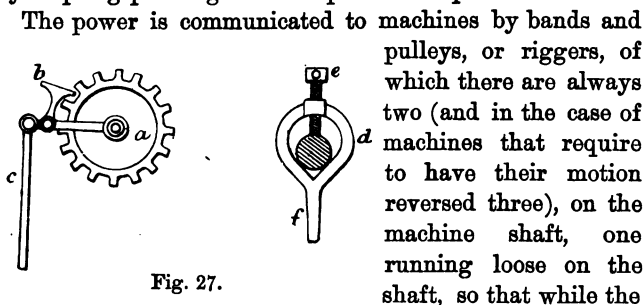 The power is communicated to machines by bands and
pulleys, or riggers, of
which there are always
two (and in the case of
machines that require
to have their motion
reversed three), on the
machine shaft, one
running loose on the
shaft, so that while the
b
a
c
e
d
f
Fig. 27.